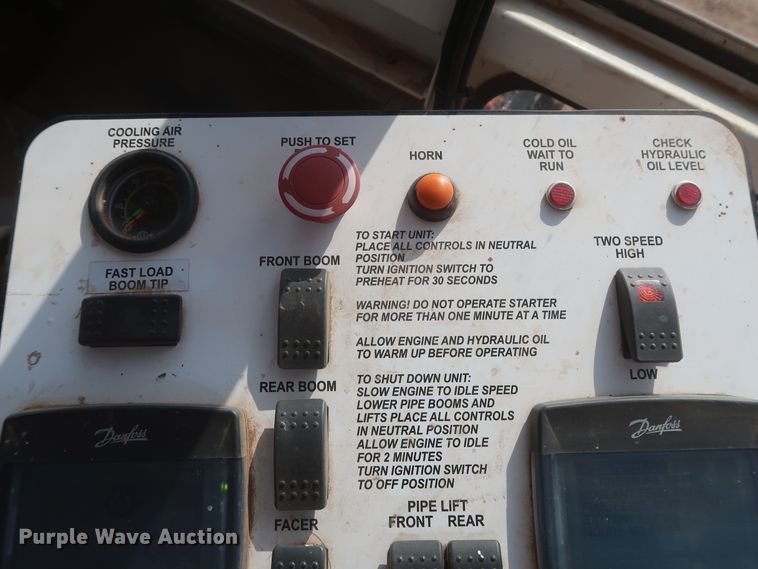 COOLING AIR
PRESSURE
PUSH TO SET
HORN
COLD OIL
WAIT TO
RUN
CHECK
HYDRAULIC
OIL LEVEL
FAST LOAD
BOOM TIP
FRONT BOOM
TO START UNIT:
PLACE ALL CONTROLS IN NEUTRAL
POSITION
TURN IGNITION SWITCH TO
PREHEAT FOR 30 SECONDS
WARNING! DO NOT OPERATE STARTER
FOR MORE THAN ONE MINUTE AT A TIME
ALLOW ENGINE AND HYDRAULIC OIL
TO WARM UP BEFORE OPERATING
TWO SPEED
HIGH
LOW
REAR BOOM
TO SHUT DOWN UNIT:
SLOW ENGINE TO IDLE SPEED
LOWER PIPE BOOMS AND
LIFTS PLACE ALL CONTROLS
IN NEUTRAL POSITION
ALLOW ENGINE TO IDLE
FOR 2 MINUTES
TURN IGNITION SWITCH
TO OFF POSITION
Danfoss
Danfoss
FACER
PIPE LIFT
FRONT REAR
Purple Wave Auction